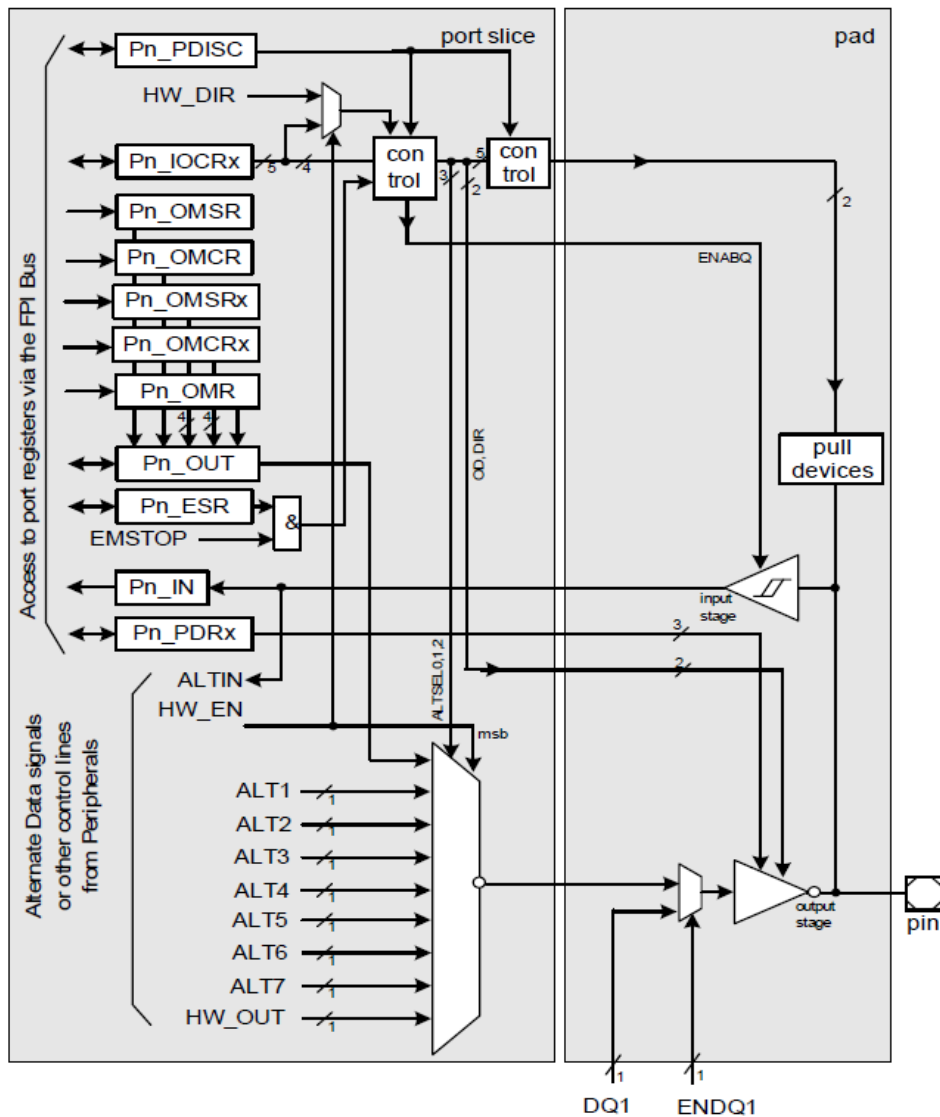 port slice
pad
Pn_PDISC
HW_DIR
Pn_IOCRx
5
4
con
trol
3
2
5
con
trol
2
Pn_OMSR
Pn_OMCR
ENABQ
Pn_OMSRx
Pn_OMCRx
Pn_OMR
4
4
Access to port registers via the FPI Bus
Pn_OUT
OD, DIR
pull
devices
Pn_ESR
&
EMSTOP
Pn_IN
input
stage
Pn_PDRx
3
2
ALTIN
HW_EN
ALTSEL0,1,2
msb
Alternate Data signals
or other control lines
from Peripherals
ALT1
1
ALT2
1
ALT3
1
ALT4
1
ALT5
1
ALT6
1
ALT7
1
HW_OUT
1
output
stage
pin
1
1
DQ1
ENDQ1